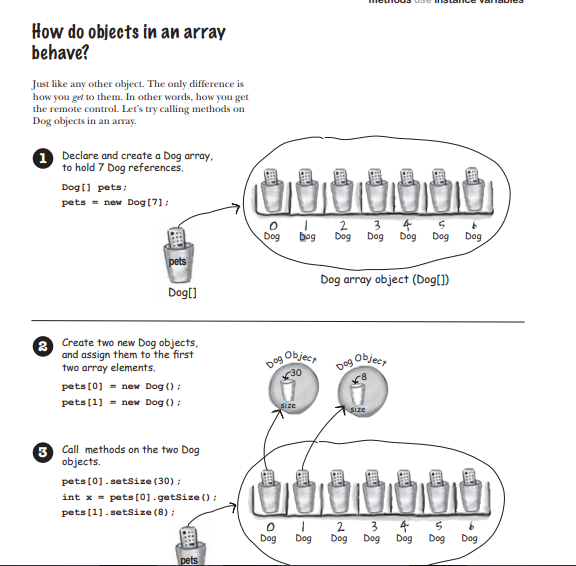 methods use instance variables
How do objects in an array
behave?
Just like any other object. The only difference is
how you get to them. In other words, how you get
the remote control. Let's try calling methods on
Dog objects in an array.
1
Declare and create a Dog array,
to hold 7 Dog references.
Dog[] pets;
pets = new Dog[7];
pets
Dog[]
0 1 2 3 4 5 6
Dog Dog Dog Dog Dog Dog Dog
Dog array object (Dog[])
2
Create two new Dog objects,
and assign them to the first
two array elements.
pets[0] = new Dog();
pets[1] = new Dog();
Dog Object
30
size
Dog Object
8
size
3
Call methods on the two Dog
objects.
pets[0].setSize(30);
int x = pets[0].getSize();
pets[1].setSize(8);
pets
0 1 2 3 4 5 6
Dog Dog Dog Dog Dog Dog Dog